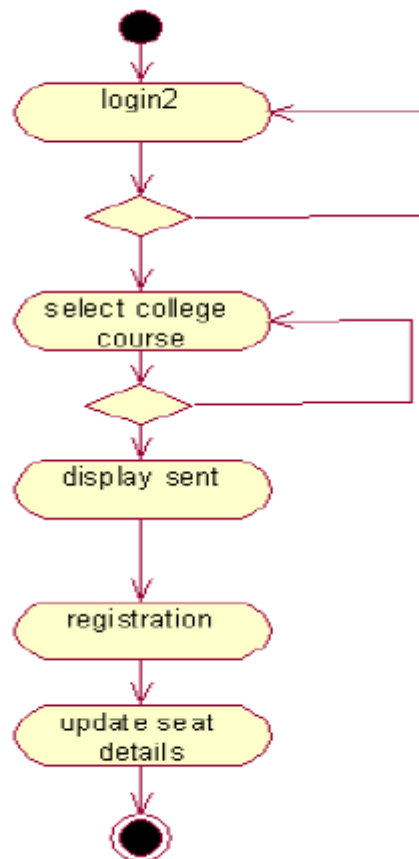 login2
select college
course
display sent
registration
update seat
details